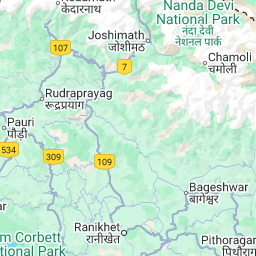 केदारनाथ
Nanda Devi
National Park
नंदा देवी
नेशनल पार्क
Joshimath
जोशीमठ
107
7
Chamoli
चमोली
Rudraprayag
रूद्रप्रयाग
Pauri
पौड़ी
534
309
109
Bageshwar
बागेश्वर
Ranikhet
रानीखेत
Pithoragarh
Corbett
National Park